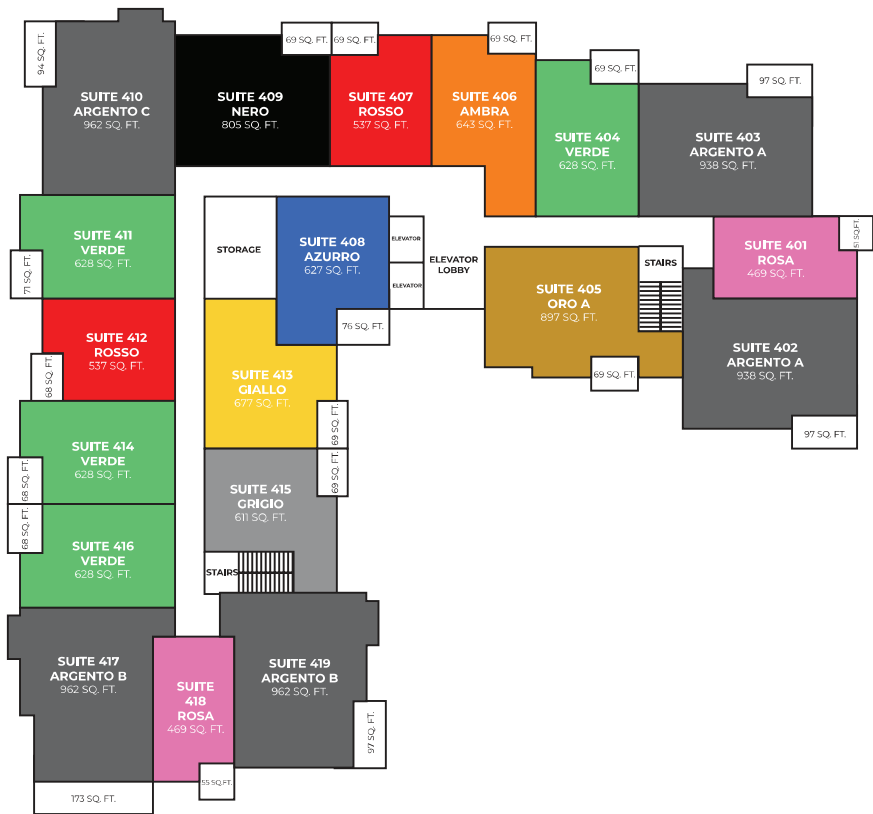 94 SQ. FT.
SUITE 410
ARGENTO C
962 SQ. FT.
69 SQ. FT.
SUITE 409
NERO
805 SQ. FT.
69 SQ. FT.
SUITE 407
ROSSO
537 SQ. FT.
69 SQ. FT.
SUITE 406
AMBRA
643 SQ. FT.
69 SQ. FT.
SUITE 404
VERDE
628 SQ. FT.
97 SQ. FT.
SUITE 403
ARGENTO A
938 SQ. FT.
SUITE 411
VERDE
628 SQ. FT.
71 SQ. FT.
STORAGE
SUITE 408
AZURRO
627 SQ. FT.
76 SQ. FT.
ELEVATOR
ELEVATOR
ELEVATOR
LOBBY
SUITE 405
ORO A
897 SQ. FT.
69 SQ. FT.
STAIRS
SUITE 401
ROSA
469 SQ. FT.
51 SQ.FT.
SUITE 402
ARGENTO A
938 SQ. FT.
97 SQ. FT.
SUITE 412
ROSSO
537 SQ. FT.
68 SQ. FT.
SUITE 413
GIALLO
677 SQ. FT.
69 SQ. FT.
SUITE 414
VERDE
628 SQ. FT.
68 SQ. FT.
SUITE 415
GRIGIO
611 SQ. FT.
69 SQ. FT.
STAIRS
SUITE 416
VERDE
628 SQ. FT.
68 SQ. FT.
SUITE 417
ARGENTO B
962 SQ. FT.
173 SQ. FT.
SUITE
418
ROSA
469 SQ. FT.
55 SQ.FT.
SUITE 419
ARGENTO B
962 SQ. FT.
97 SQ. FT.